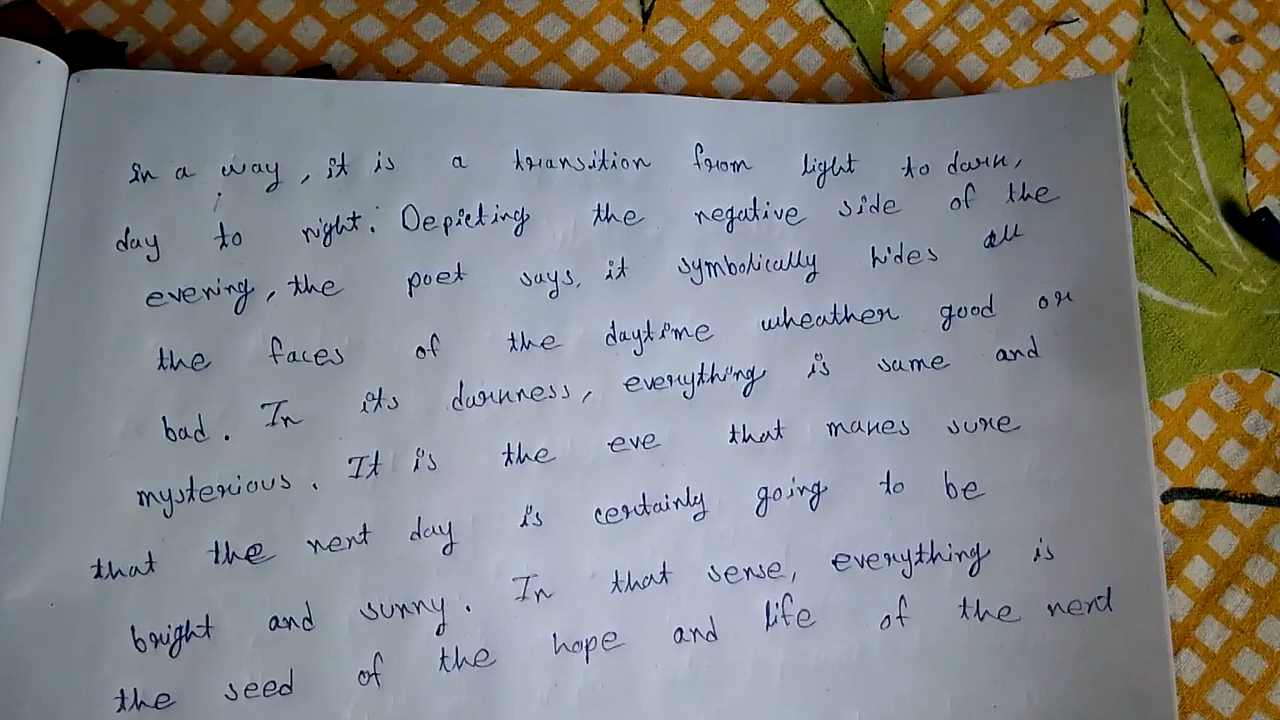 In a way, it is a transition from light to dark,
day to night. Depicting the negative side of the
evening, the poet says, it symbolically hides all
the faces of the daytime wheather good or
bad. In its darkness, everything is same and
mysterious. It is the eve that makes sure
that the next day is certainly going to be
bright and sunny. In that sense, everything is
the seed of the hope and life of the next